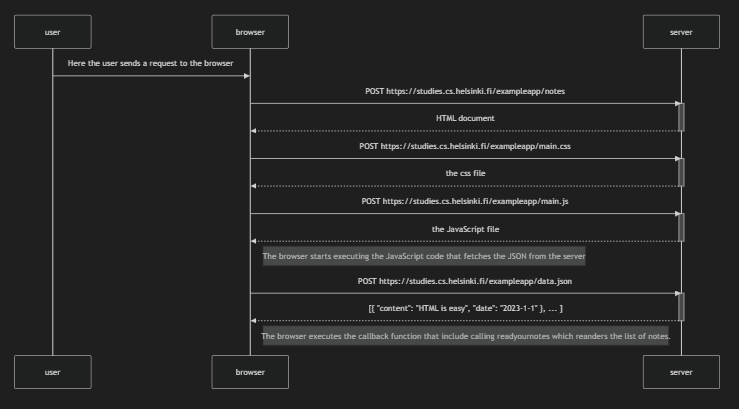 user
browser
server
Here the user sends a request to the browser
POST https://studies.cs.helsinki.fi/exampleapp/notes
HTML document
POST https://studies.cs.helsinki.fi/exampleapp/main.css
the css file
POST https://studies.cs.helsinki.fi/exampleapp/main.js
the JavaScript file
The browser starts executing the JavaScript code that fetches the JSON from the server
POST https://studies.cs.helsinki.fi/exampleapp/data.json
[{ "content": "HTML is easy", "date": "2023-1-1" }, ... ]
The browser executes the callback function that include calling readyournotes which reanders the list of notes.
user
browser
server